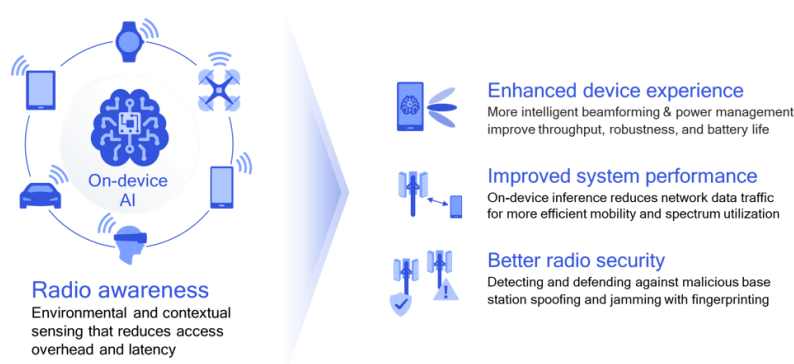 On-device
AI
Radio awareness
Environmental and contextual
sensing that reduces access
overhead and latency
Enhanced device experience
More intelligent beamforming & power management
improve throughput, robustness, and battery life
Improved system performance
On-device inference reduces network data traffic
for more efficient mobility and spectrum utilization
Better radio security
Detecting and defending against malicious base
station spoofing and jamming with fingerprinting